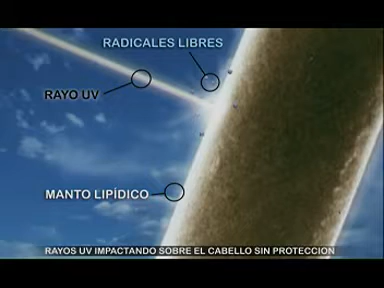 RADICALES LIBRES
RAYO UV
MANTO LIPÍDICO
RAYOS UV IMPACTANDO SOBRE EL CABELLO SIN PROTECCION